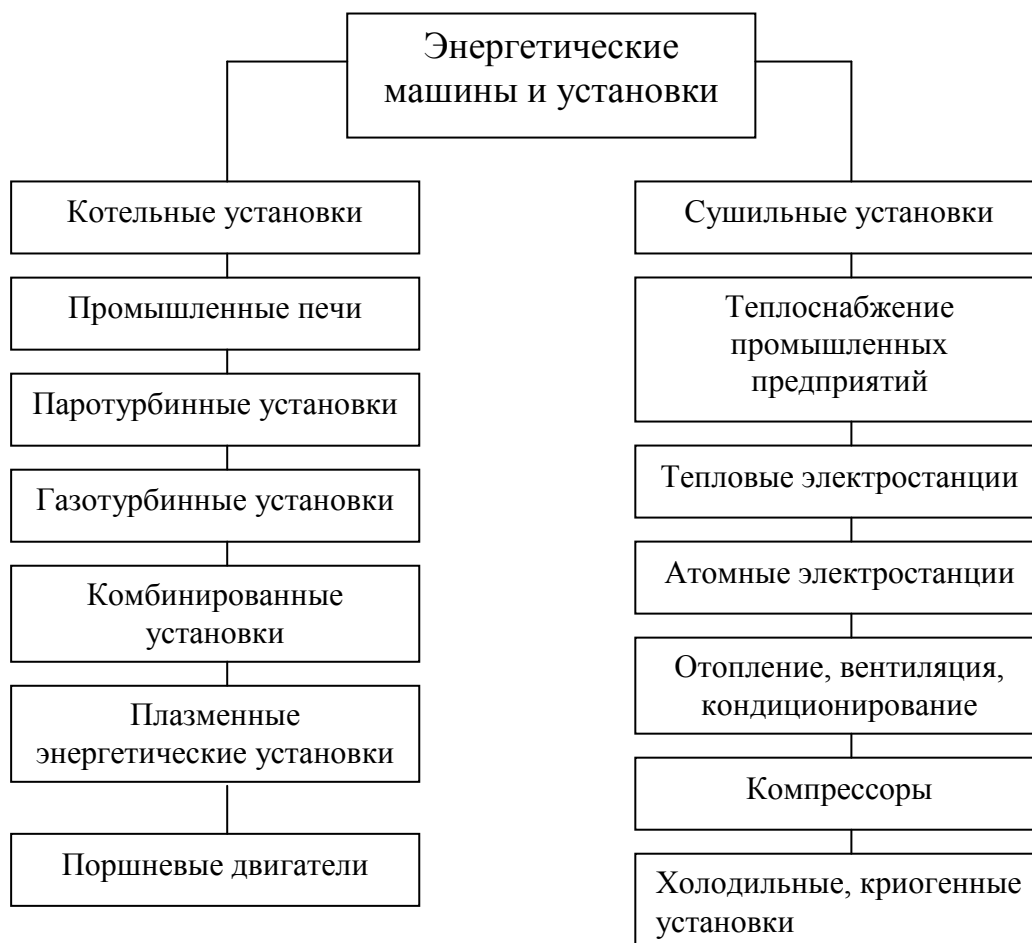 Энергетические
машины и установки
Котельные установки
Промышленные печи
Паротурбинные установки
Газотурбинные установки
Комбинированные
установки
Плазменные
энергетические установки
Поршневые двигатели
Сушильные установки
Теплоснабжение
промышленных
предприятий
Тепловые электростанции
Атомные электростанции
Отопление, вентиляция,
кондиционирование
Компрессоры
Холодильные, криогенные
установки